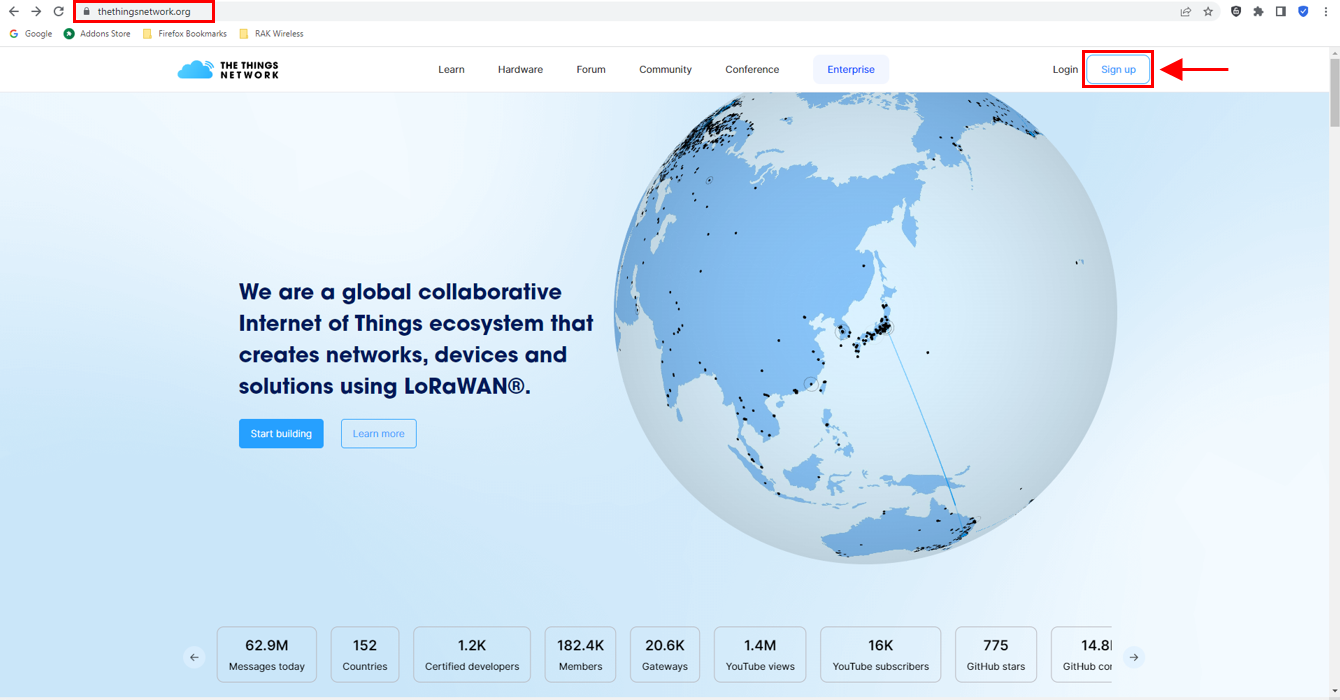 thethingsnetwork.org
Google
Addons Store
Firefox Bookmarks
RAK Wireless
THE THINGS
NETWORK
Learn
Hardware
Forum
Community
Conference
Enterprise
Login
Sign up
We are a global collaborative
Internet of Things ecosystem that
creates networks, devices and
solutions using LoRaWAN®.
Start building
Learn more
62.9M
Messages today
152
Countries
1.2K
Certified developers
182.4K
Members
20.6K
Gateways
1.4M
YouTube views
16K
YouTube subscribers
775
GitHub stars
14.8
GitHub